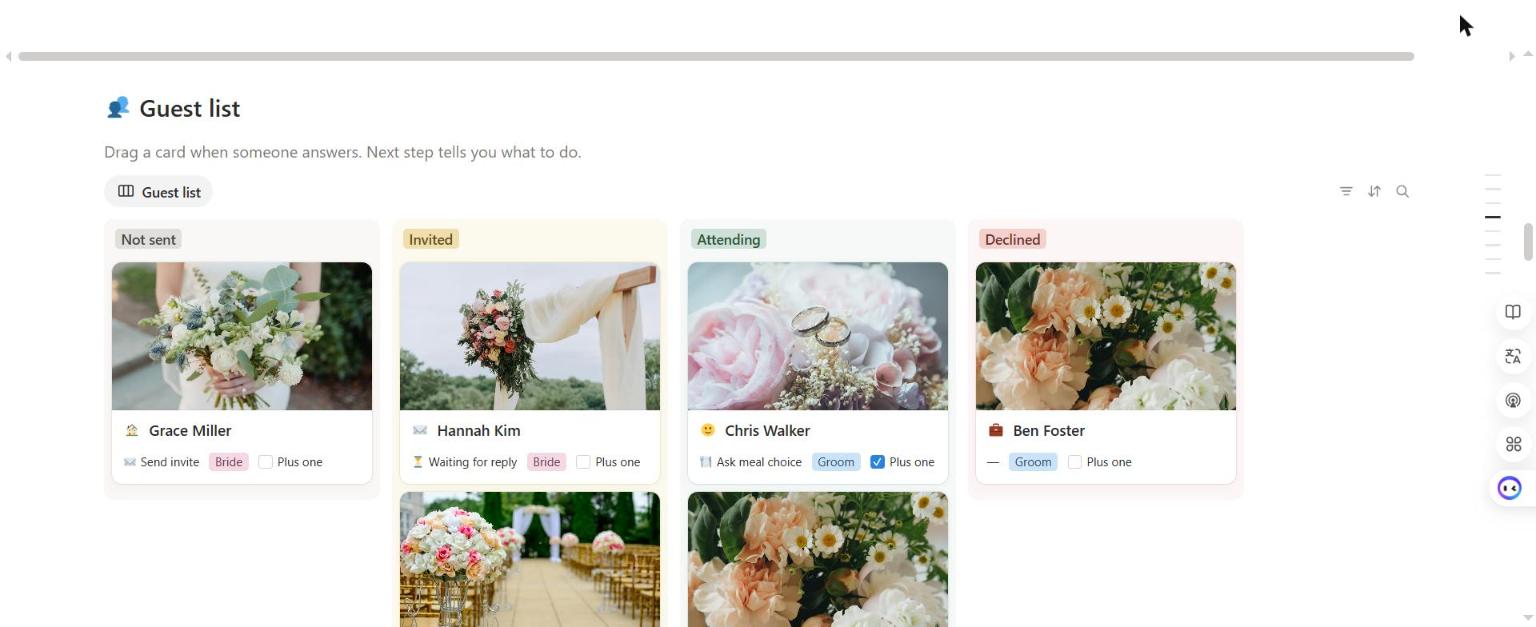 Guest list
Drag a card when someone answers. Next step tells you what to do.
Guest list
Not sent
Grace Miller
Send invite Bride Plus one
Invited
Hannah Kim
Waiting for reply Bride Plus one
Attending
Chris Walker
Ask meal choice Groom Plus one
Declined
Ben Foster
— Groom Plus one